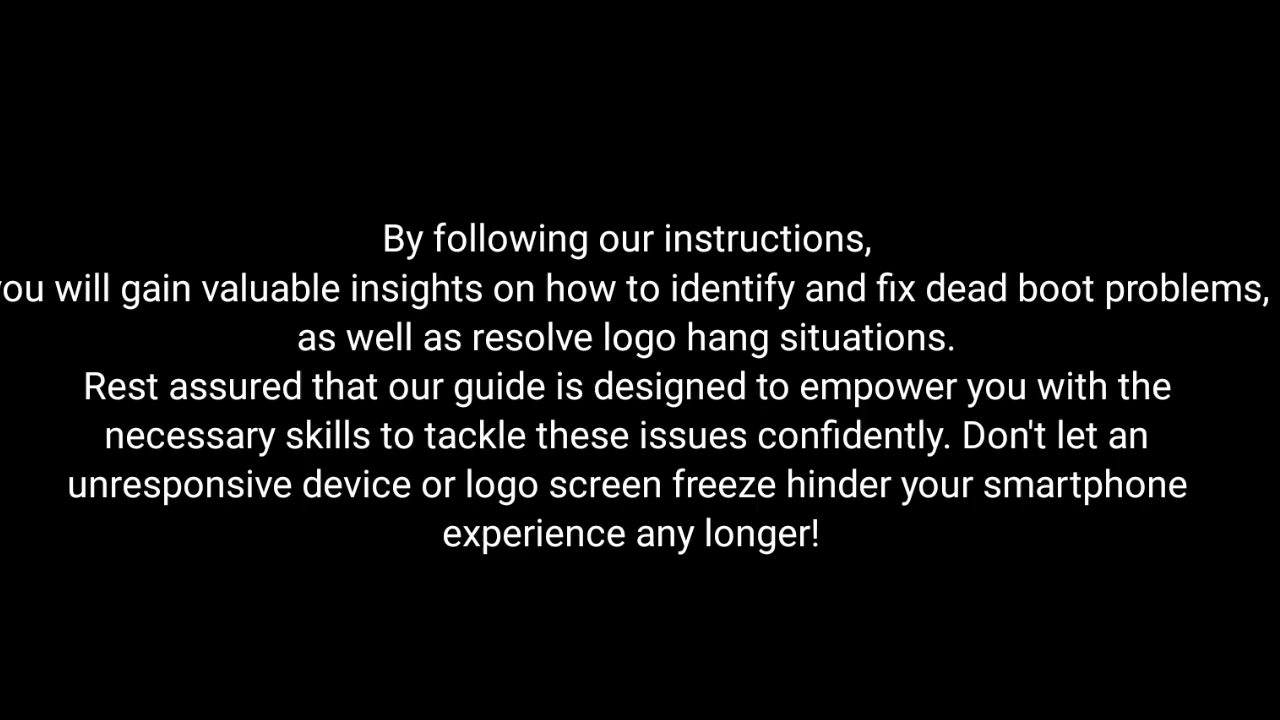 By following our instructions,
you will gain valuable insights on how to identify and fix dead boot problems,
as well as resolve logo hang situations.
Rest assured that our guide is designed to empower you with the
necessary skills to tackle these issues confidently. Don't let an
unresponsive device or logo screen freeze hinder your smartphone
experience any longer!